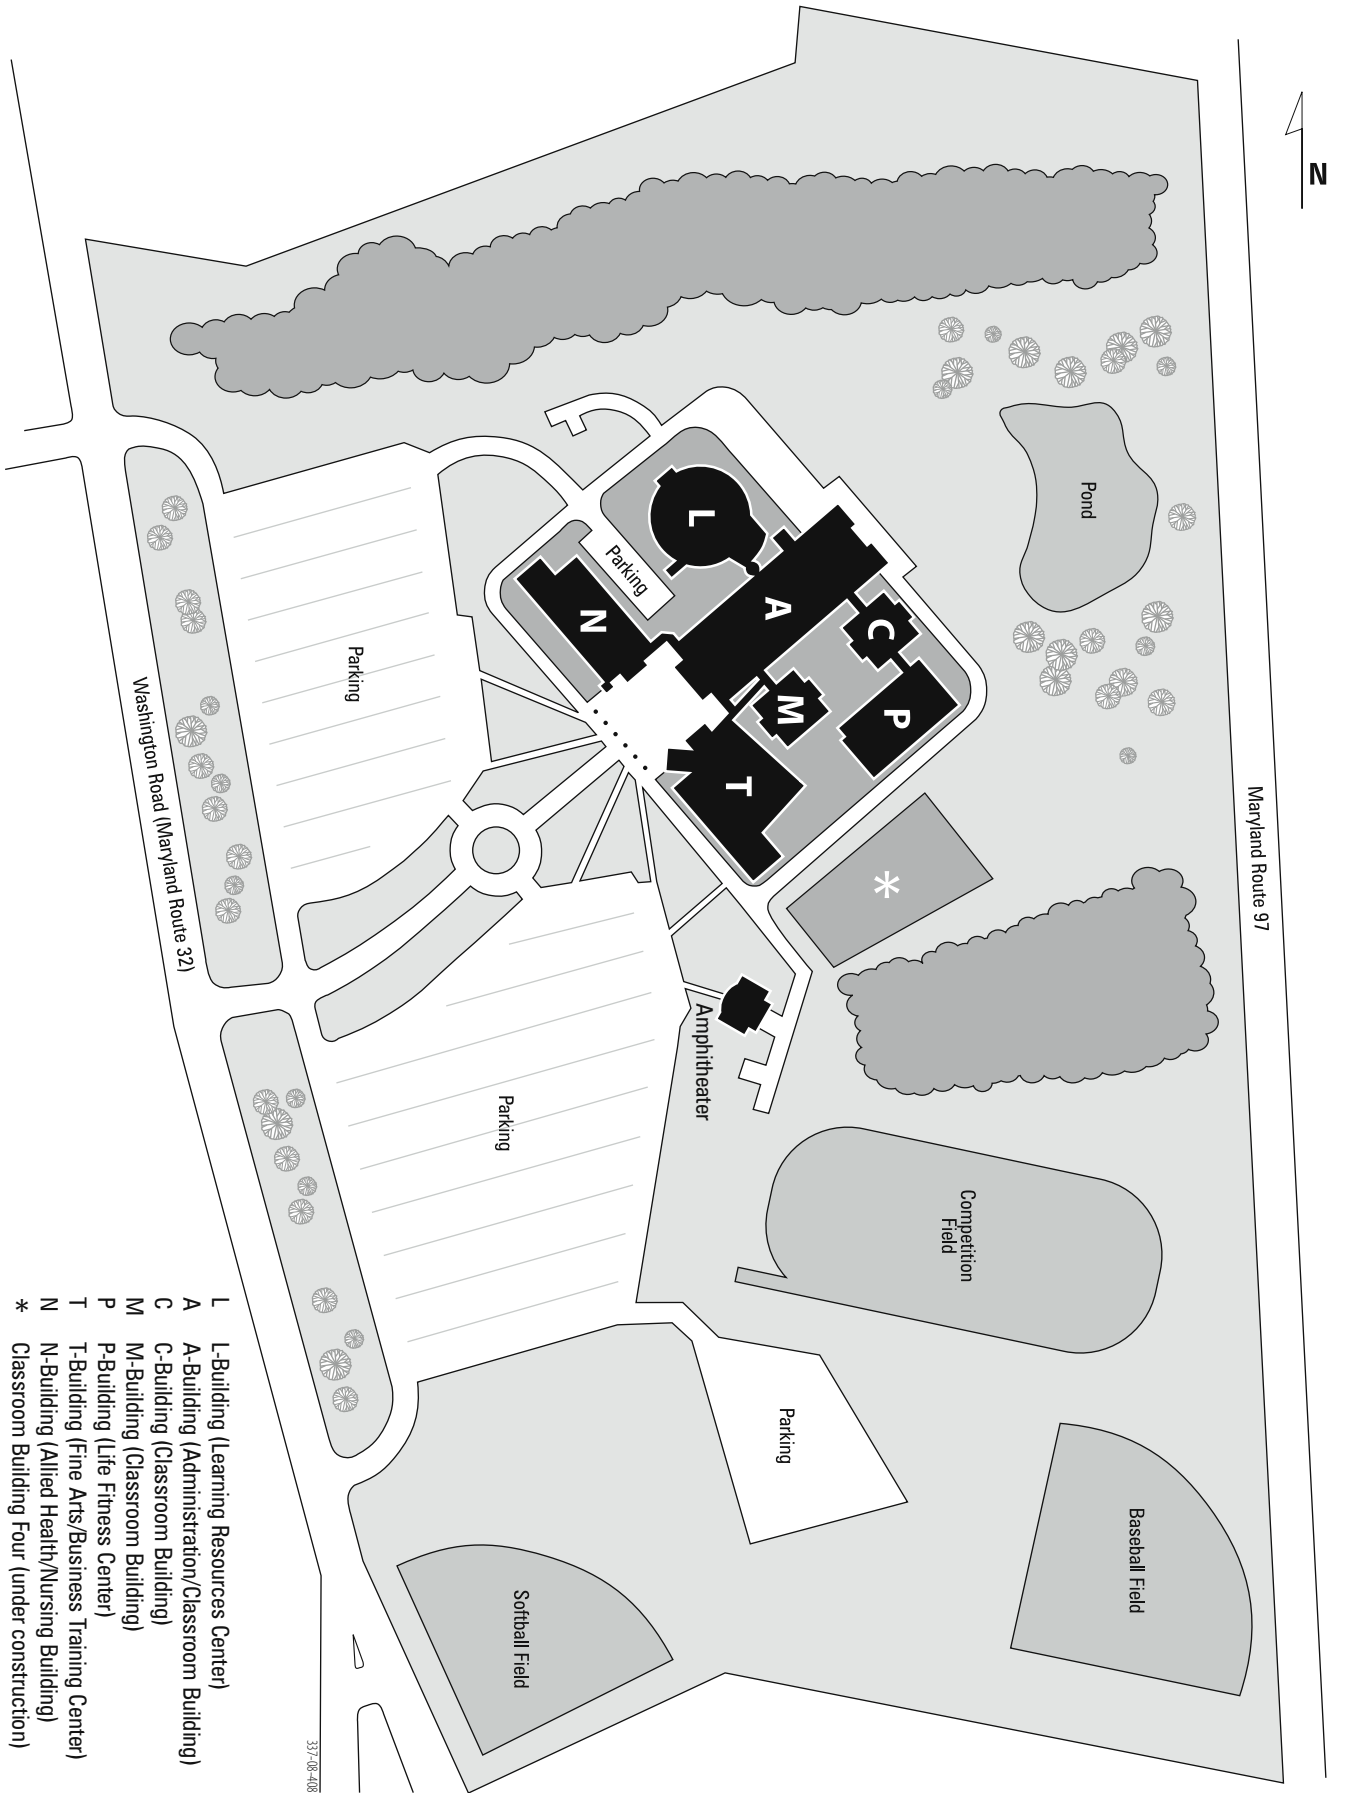 N
Maryland Route 97
Pond
Baseball Field
Competition
Field
*
C
P
A
M
T
L
Parking
N
Amphitheater
Parking
Parking
Parking
Softball Field
Washington Road (Maryland Route 32)
L L-Building (Learning Resources Center)
A A-Building (Administration/Classroom Building)
C C-Building (Classroom Building)
M M-Building (Classroom Building)
P P-Building (Life Fitness Center)
T T-Building (Fine Arts/Business Training Center)
N N-Building (Allied Health/Nursing Building)
* Classroom Building Four (under construction)
337-08-408